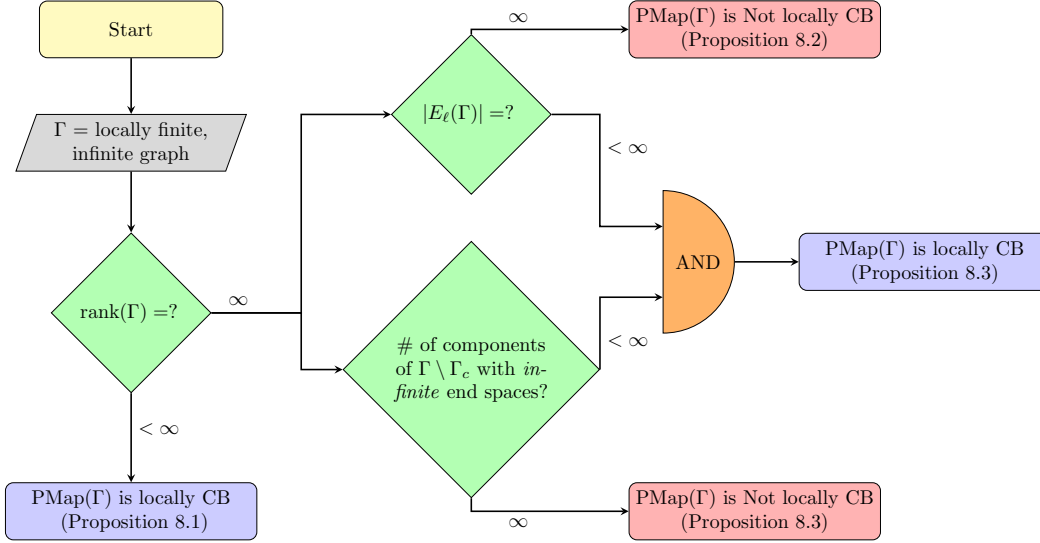 Start
Γ = locally finite,
infinite graph
rank(Γ) =?
∞
< ∞
PMap(Γ) is locally CB
(Proposition 8.1)
|E_ℓ(Γ)| =?
∞
PMap(Γ) is Not locally CB
(Proposition 8.2)
< ∞
# of components
of Γ \ Γ_c with in-
finite end spaces?
< ∞
∞
PMap(Γ) is Not locally CB
(Proposition 8.3)
AND
PMap(Γ) is locally CB
(Proposition 8.3)